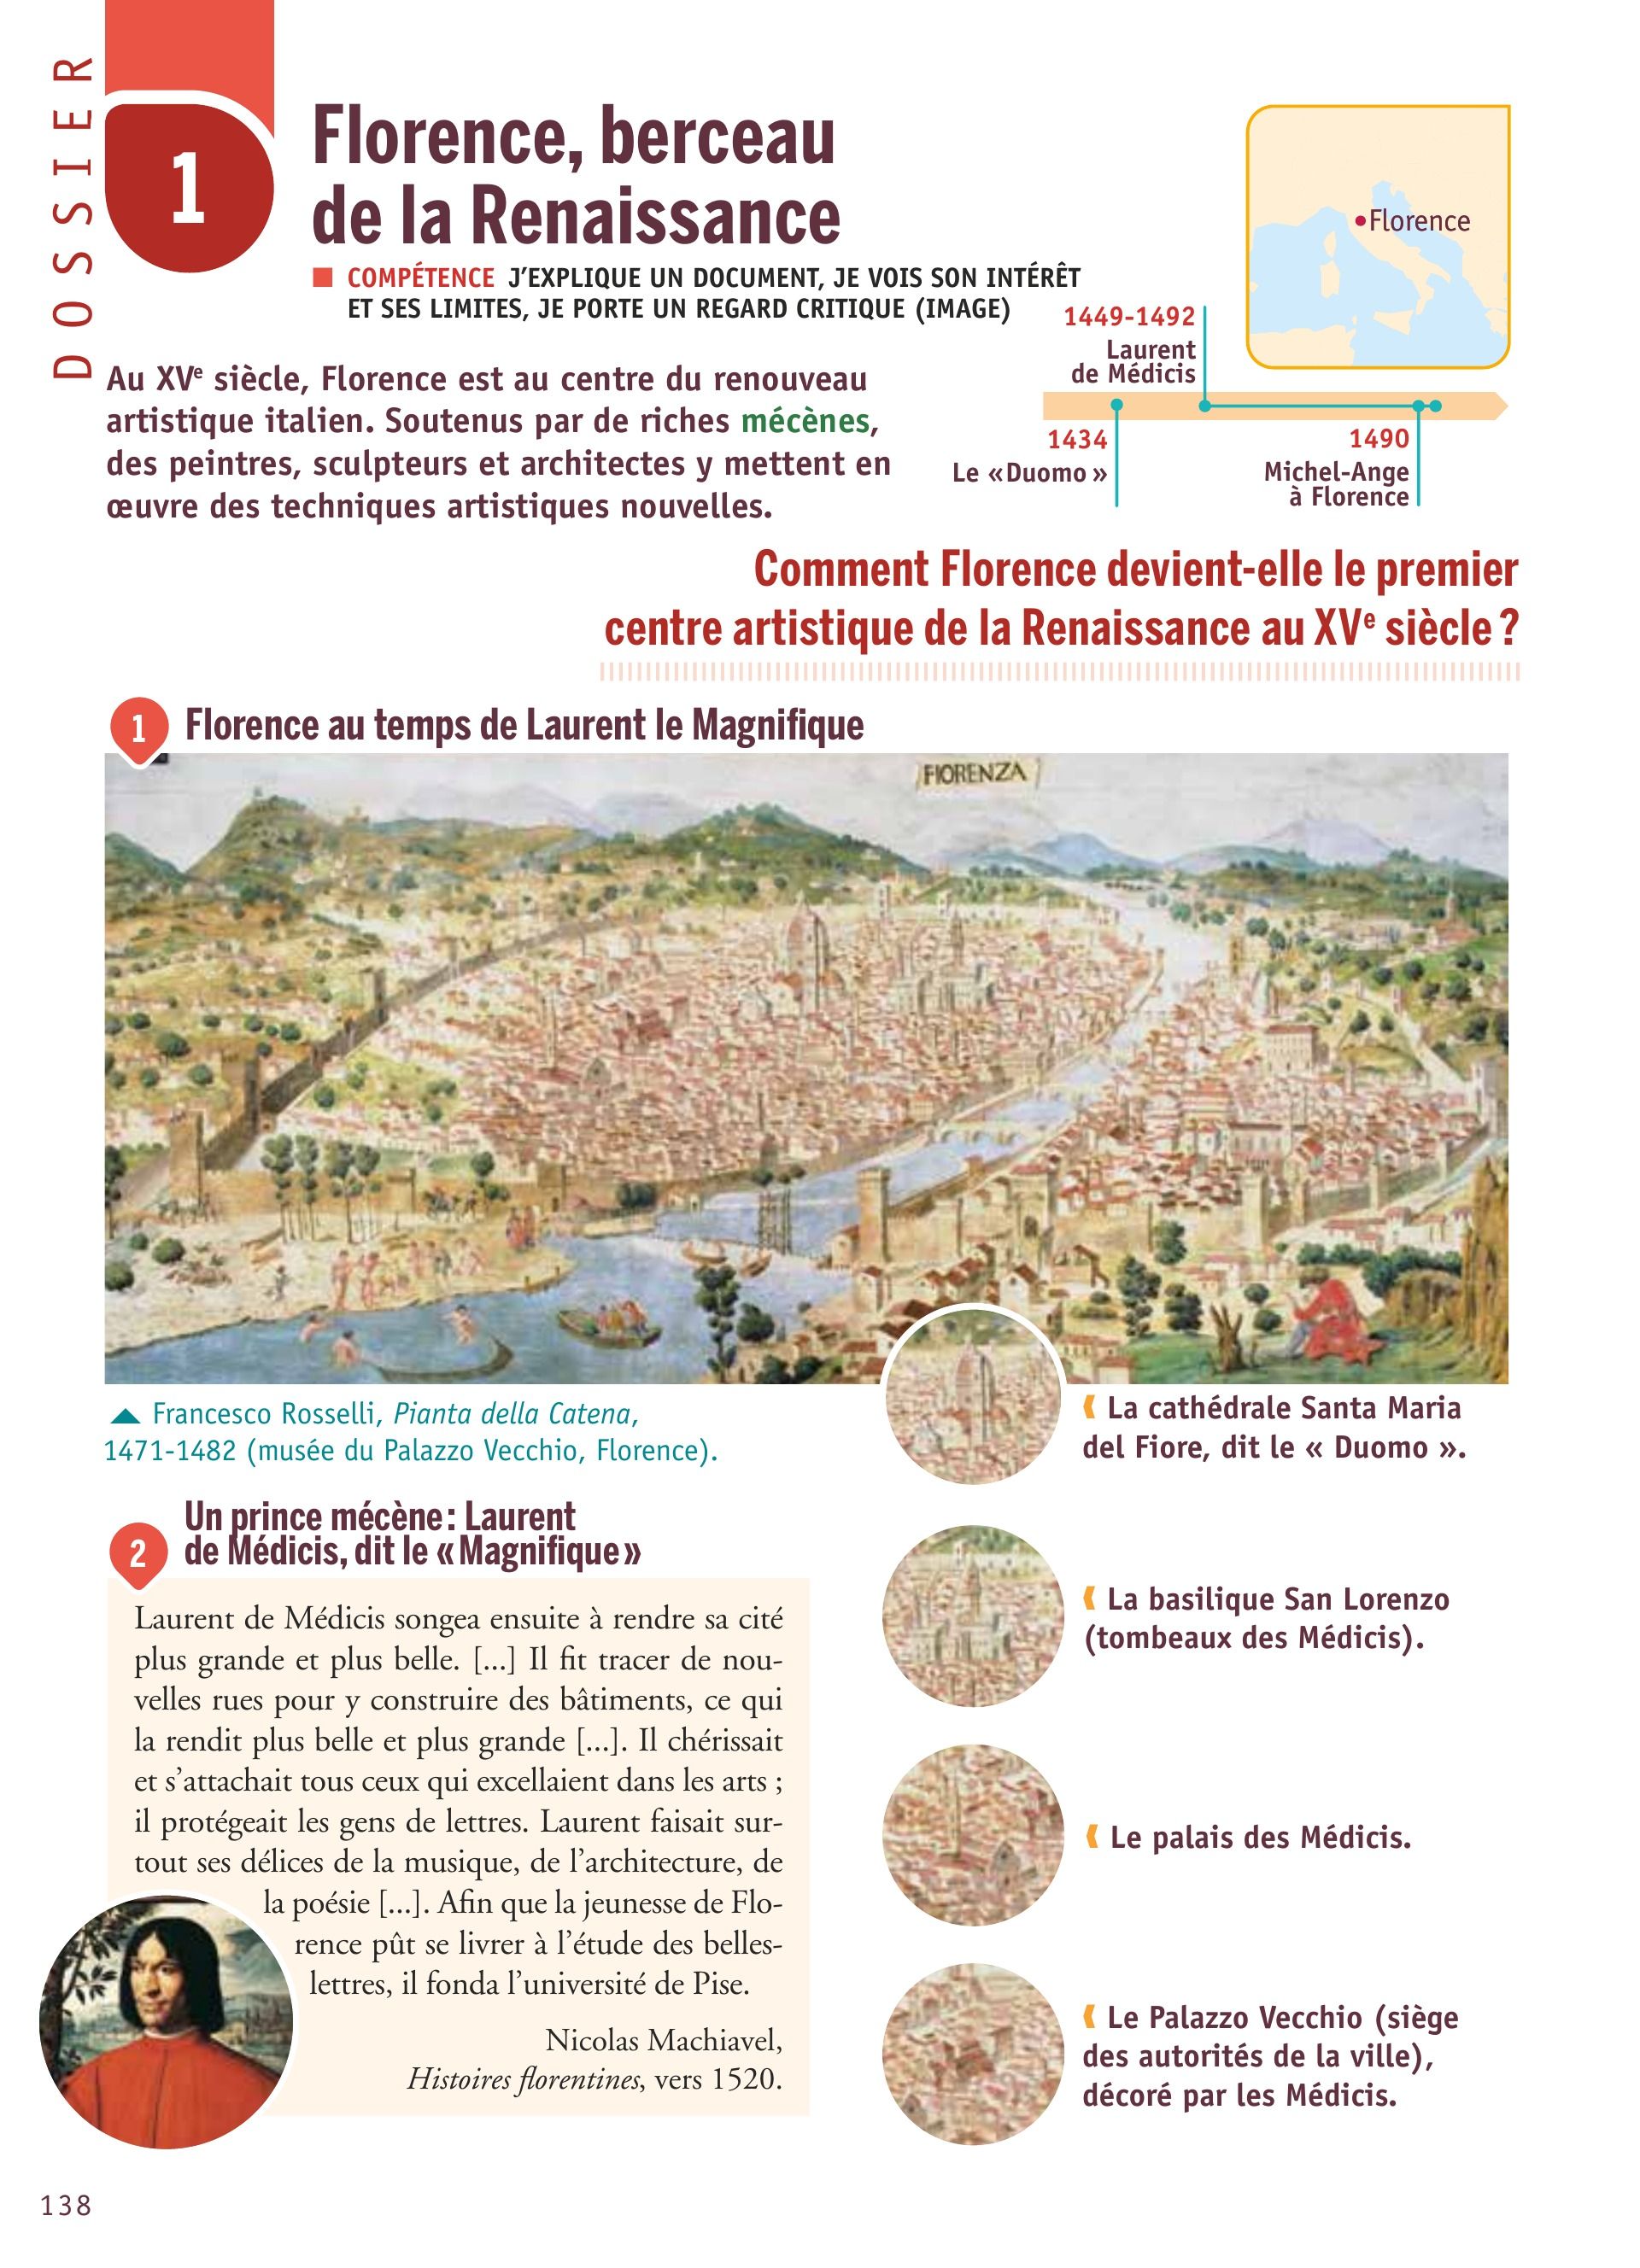 DOSSIER
1
Florence, berceau
de la Renaissance
COMPÉTENCE J'EXPLIQUE UN DOCUMENT, JE VOIS SON INTÉRÊT
ET SES LIMITES, JE PORTE UN REGARD CRITIQUE (IMAGE)
Florence
Au XVe siècle, Florence est au centre du renouveau
artistique italien. Soutenus par de riches mécènes,
des peintres, sculpteurs et architectes y mettent en
œuvre des techniques artistiques nouvelles.
1449-1492
Laurent
de Médicis
1434
Le «Duomo»
1490
Michel-Ange
à Florence
Comment Florence devient-elle le premier
centre artistique de la Renaissance au XVe siècle ?
1 Florence au temps de Laurent le Magnifique
FIORENZA
Francesco Rosselli, Pianta della Catena,
1471-1482 (musée du Palazzo Vecchio, Florence).
La cathédrale Santa Maria
del Fiore, dit le « Duomo ».
La basilique San Lorenzo
(tombeaux des Médicis).
Le palais des Médicis.
Le Palazzo Vecchio (siège
des autorités de la ville),
décoré par les Médicis.
2 Un prince mécène : Laurent
de Médicis, dit le «Magnifique»
Laurent de Médicis songea ensuite à rendre sa cité
plus grande et plus belle. [...] Il fit tracer de nou-
velles rues pour y construire des bâtiments, ce qui
la rendit plus belle et plus grande [...]. Il chérissait
et s'attachait tous ceux qui excellaient dans les arts ;
il protégeait les gens de lettres. Laurent faisait sur-
tout ses délices de la musique, de l'architecture, de
la poésie [...]. Afin que la jeunesse de Flo-
rence pût se livrer à l'étude des belles-
lettres, il fonda l'université de Pise.
Nicolas Machiavel,
Histoires florentines, vers 1520.
138